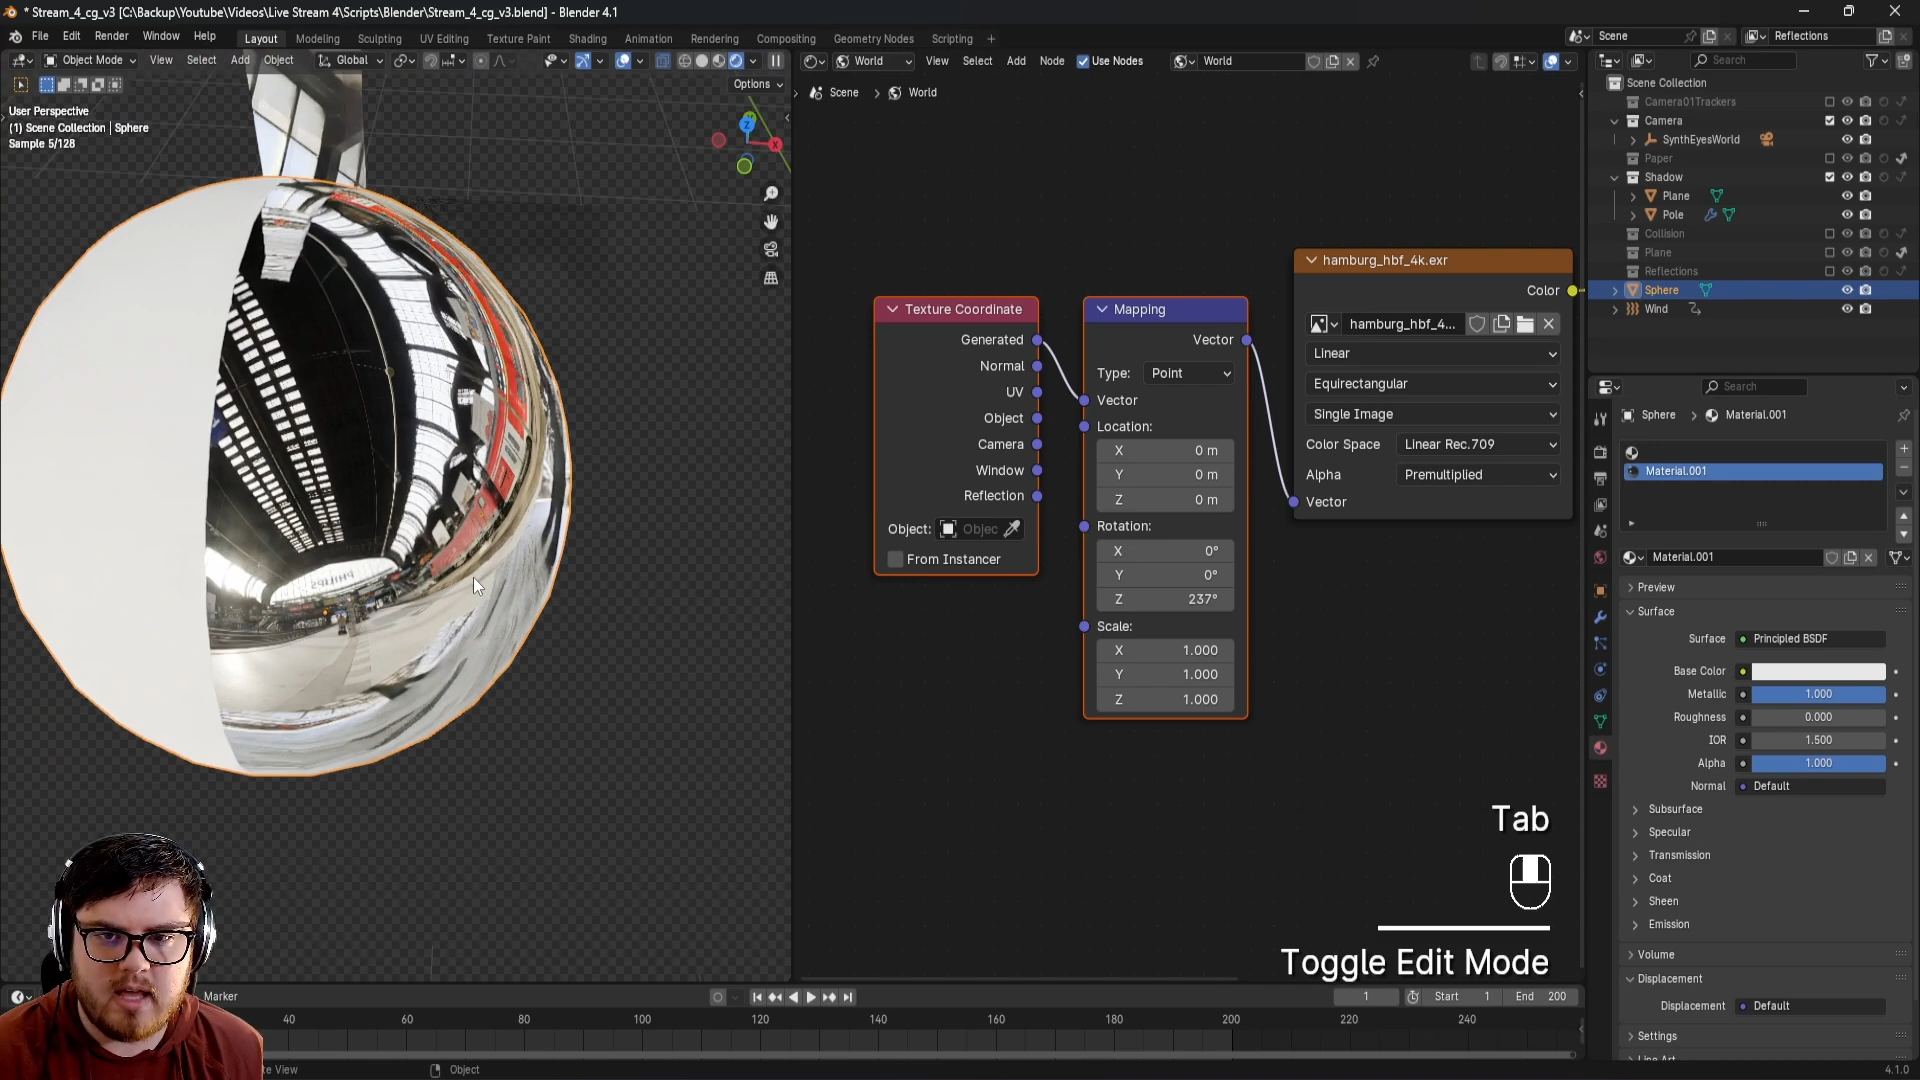 * Stream_4_cg_v3 [C:\Backup\Youtube\Videos\Live Stream 4\Scripts\Blender\Stream_4_cg_v3.blend] - Blender 4.1
File Edit Render Window Help Layout Modeling Sculpting UV Editing Texture Paint Shading Animation Rendering Compositing Geometry Nodes Scripting +
Scene Reflections
Object Mode View Select Add Object Global
World View Select Add Node Use Nodes World
Search
Options
User Perspective
(1) Scene Collection | Sphere
Sample 5/128
Z
X
Scene > World
Scene Collection
Camera01Trackers
Camera
SynthEyesWorld
Paper
Shadow
Plane
Pole
Collision
Plane
Reflections
Sphere
Wind
hamburg_hbf_4k.exr
Color
hamburg_hbf_4...
Linear
Equirectangular
Single Image
Color Space Linear Rec.709
Alpha Premultiplied
Vector
Texture Coordinate
Generated
Normal
UV
Object
Camera
Window
Reflection
Object: Objec
From Instancer
Mapping
Vector
Type: Point
Vector
Location:
X 0 m
Y 0 m
Z 0 m
Rotation:
X 0°
Y 0°
Z 237°
Scale:
X 1.000
Y 1.000
Z 1.000
Search
Sphere > Material.001
Material.001
Material.001
Preview
Surface
Surface Principled BSDF
Base Color
Metallic 1.000
Roughness 0.000
IOR 1.500
Alpha 1.000
Normal Default
Subsurface
Specular
Transmission
Coat
Sheen
Emission
Volume
Displacement
Displacement Default
Settings
Line Art
Tab
Toggle Edit Mode
Marker
1 Start 1 End 200
40 60 80 100 120 140 160 180 200 220 240
te View Object
4.1.0